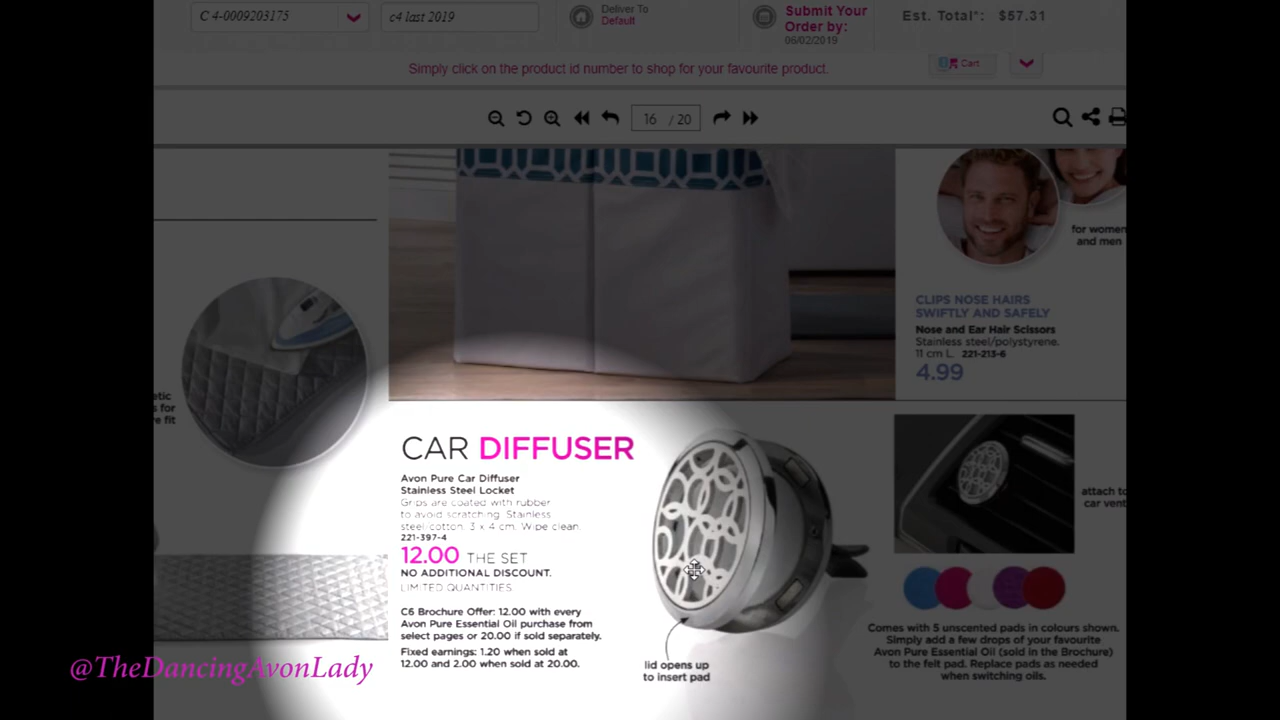 C 4-0009203175
c4 last 2019
Deliver To
Default
Submit Your
Order by:
06/02/2019
Est. Total*: $57.31
Simply click on the product id number to shop for your favourite product.
Cart
16 / 20
for women
and men
CLIPS NOSE HAIRS
SWIFTLY AND SAFELY
Nose and Ear Hair Scissors
Stainless steel/polystyrene.
11 cm L. 221-213-6
4.99
etic
s for
e fit
CAR DIFFUSER
Avon Pure Car Diffuser
Stainless Steel Locket
Grips are coated with rubber
to avoid scratching. Stainless
steel/cotton. 3 x 4 cm. Wipe clean.
221-397-4
12.00 THE SET
NO ADDITIONAL DISCOUNT.
LIMITED QUANTITIES
C6 Brochure Offer: 12.00 with every
Avon Pure Essential Oil purchase from
select pages or 20.00 if sold separately.
Fixed earnings: 1.20 when sold at
12.00 and 2.00 when sold at 20.00.
lid opens up
to insert pad
attach to
car vent
Comes with 5 unscented pads in colours shown.
Simply add a few drops of your favourite
Avon Pure Essential Oil (sold in the Brochure)
to the felt pad. Replace pads as needed
when switching oils.
@TheDancingAvonLady